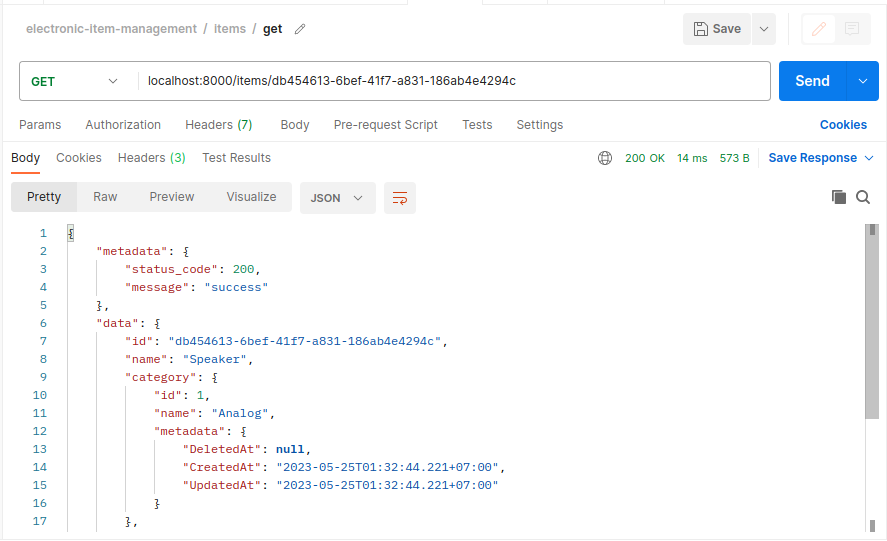 electronic-item-management / items / get
Save
GET localhost:8000/items/db454613-6bef-41f7-a831-186ab4e4294c Send
Params Authorization Headers (7) Body Pre-request Script Tests Settings Cookies
Body Cookies Headers (3) Test Results 200 OK 14 ms 573 B Save Response
Pretty Raw Preview Visualize JSON
1 {
2 "metadata": {
3 "status_code": 200,
4 "message": "success"
5 },
6 "data": {
7 "id": "db454613-6bef-41f7-a831-186ab4e4294c",
8 "name": "Speaker",
9 "category": {
10 "id": 1,
11 "name": "Analog",
12 "metadata": {
13 "DeletedAt": null,
14 "CreatedAt": "2023-05-25T01:32:44.221+07:00",
15 "UpdatedAt": "2023-05-25T01:32:44.221+07:00"
16 }
17 },